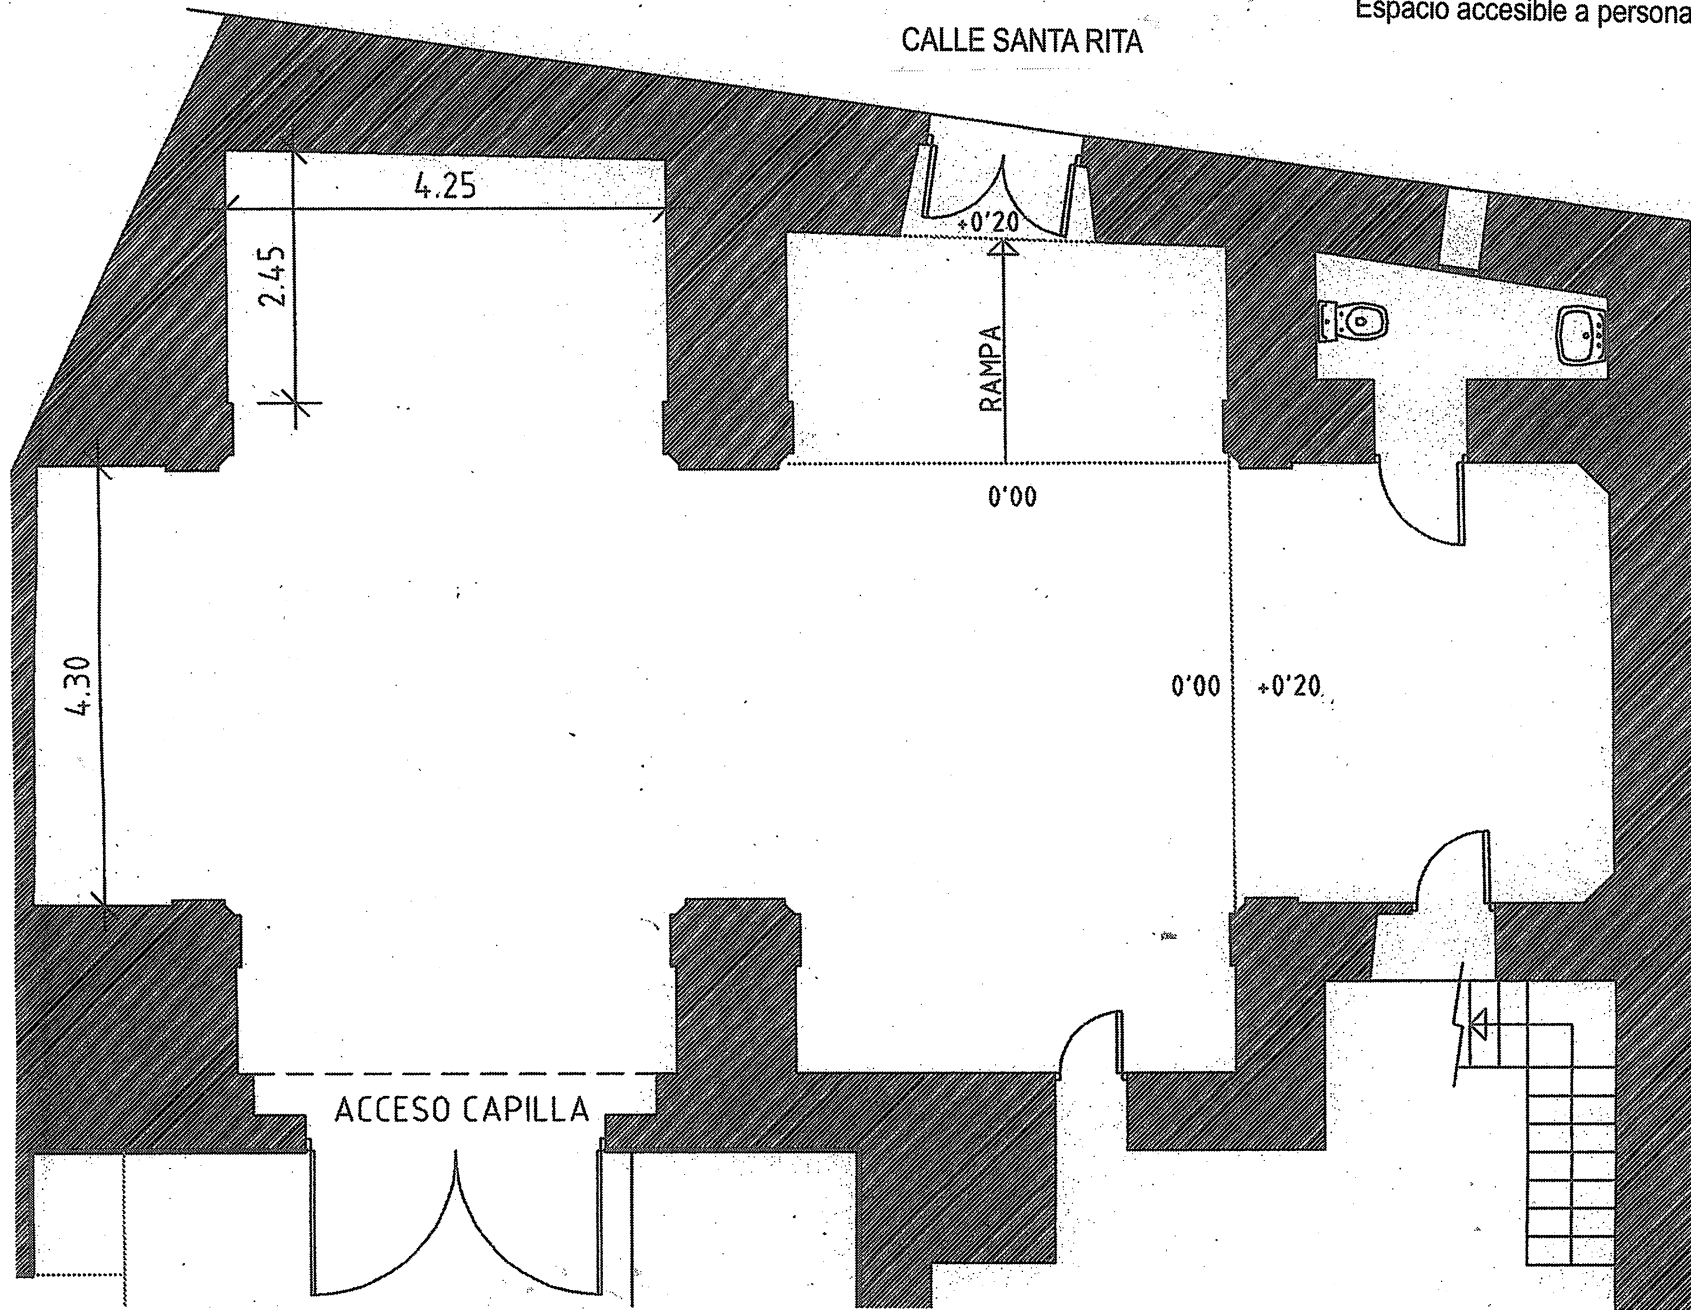 Espacio accesible a persona
CALLE SANTA RITA
4.25
+0'20
2.45
RAMPA
0'00
4.30
0'00 +0'20
ACCESO CAPILLA